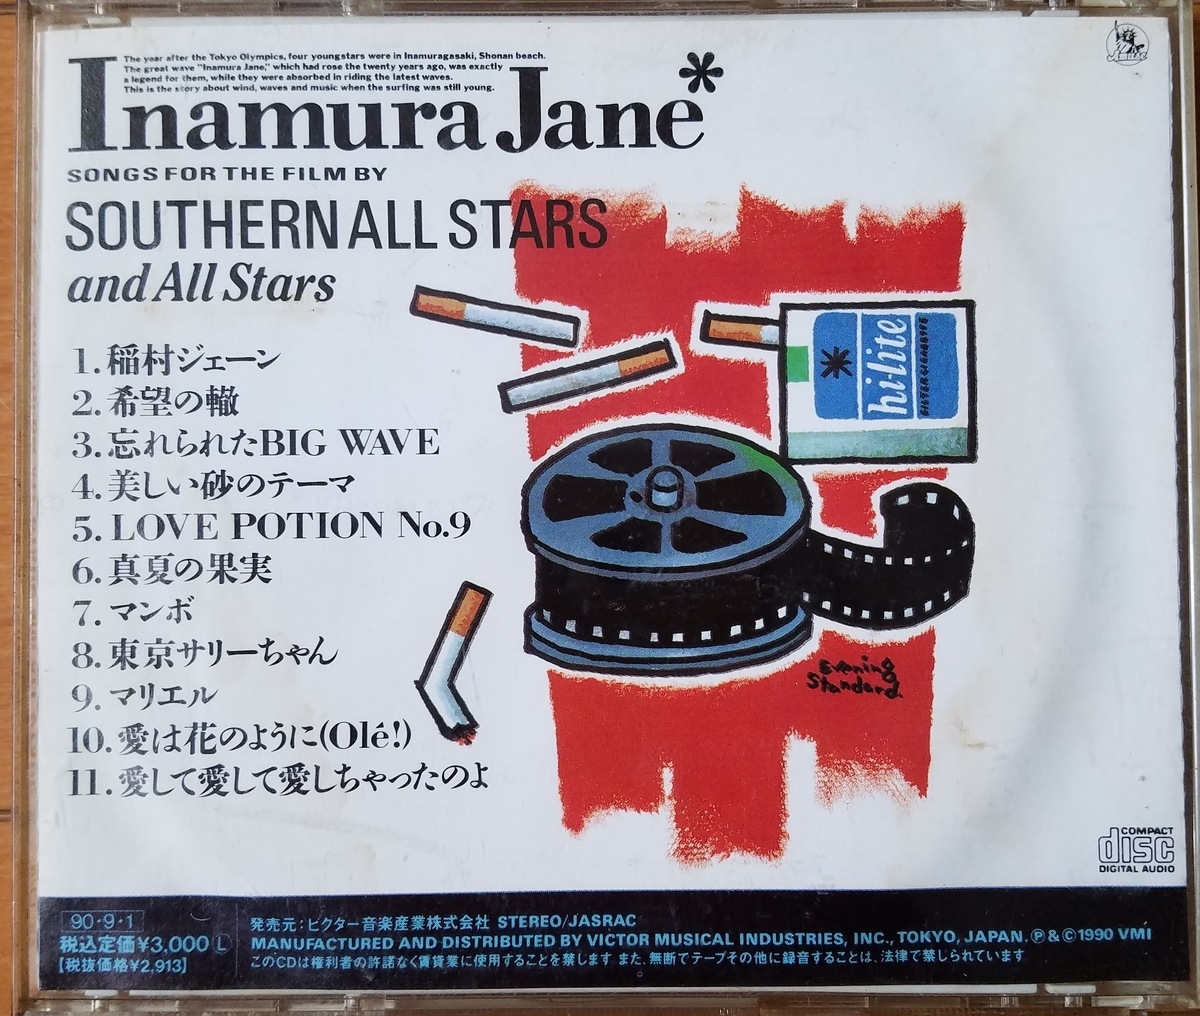 The year after the Tokyo Olympics, four youngstars were in Inamuragasaki, Shonan beach.
The great wave "Inamura Jane," which had rose the twenty years ago, was exactly
a legend for them, while they were absorbed in riding the latest waves.
This is the story about wind, waves and music when the surfing was still young.
Inamura Jane*
SONGS FOR THE FILM BY
SOUTHERN ALL STARS
and All Stars
1. 稲村ジェーン
2. 希望の轍
3. 忘れられたBIG WAVE
4. 美しい砂のテーマ
5. LOVE POTION No.9
6. 真夏の果実
7. マンボ
8. 東京サリーちゃん
9. マリエル
10. 愛は花のように(Olé!)
11. 愛して愛して愛しちゃったのよ
hi-lite
FILTER CIGARETTE
Evening
Standard.
COMPACT
disc
DIGITAL AUDIO
90・9・1
税込定価¥3,000 Ⓛ
【税抜価格¥2,913】
発売元:ビクター音楽産業株式会社 STEREO/JASRAC
MANUFACTURED AND DISTRIBUTED BY VICTOR MUSICAL INDUSTRIES, INC., TOKYO, JAPAN. Ⓟ&©1990 VMI
このCDは権利者の許諾なく賃貸業に使用することを禁じます また、無断でテープその他に録音することは、法律で禁じられています